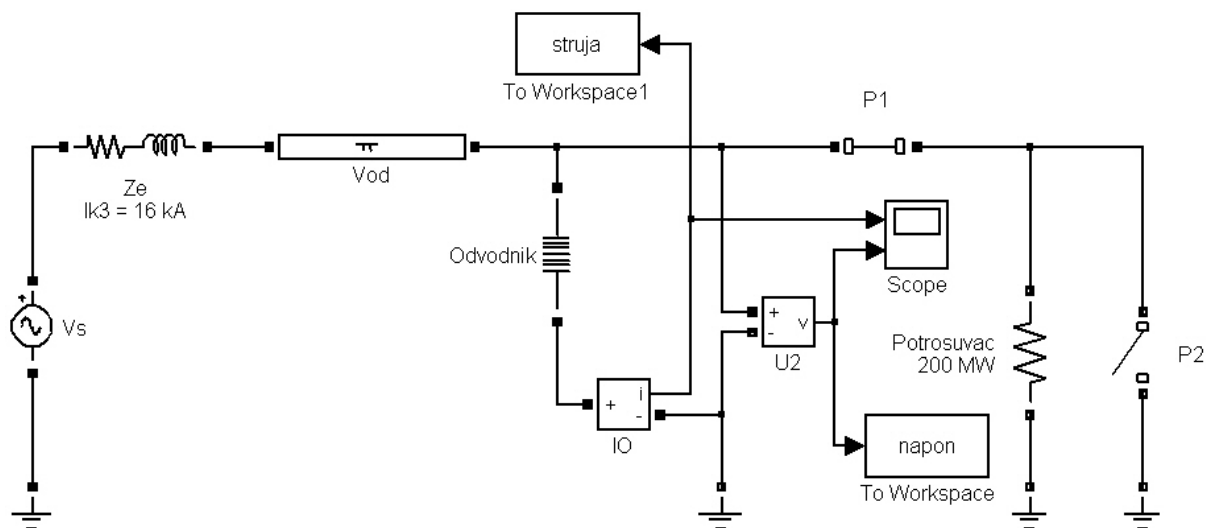 struja
To Workspace1
P1
Ze
Ik3 = 16 kA
Vod
Odvodnik
Scope
+
Vs
+
-
v
U2
Potrosuvac
200 MW
P2
+
i
-
IO
napon
To Workspace